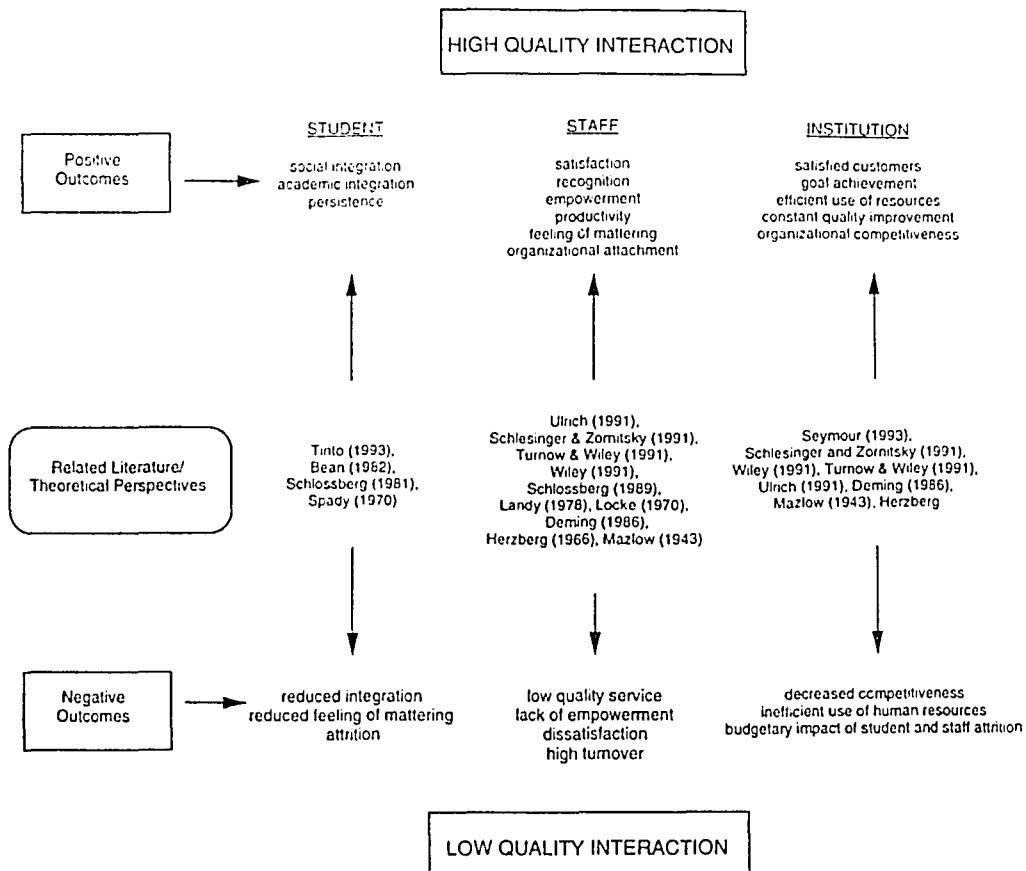 HIGH QUALITY INTERACTION
Positive
Outcomes
STUDENT
social integration
academic integration
persistence
STAFF
satisfaction
recognition
empowerment
productivity
feeling of mattering
organizational attachment
INSTITUTION
satisfied customers
goal achievement
efficient use of resources
constant quality improvement
organizational competitiveness
Related Literature/
Theoretical Perspectives
Tinto (1993),
Bean (1982),
Schlossberg (1981),
Spady (1970)
Ulrich (1991),
Schlesinger & Zornitsky (1991),
Turnow & Wiley (1991),
Wiley (1991),
Schlossberg (1989),
Landy (1978), Locke (1970),
Deming (1986),
Herzberg (1966), Mazlow (1943)
Seymour (1993),
Schlesinger and Zornitsky (1991),
Wiley (1991), Turnow & Wiley (1991),
Ulrich (1991), Deming (1986),
Mazlow (1943), Herzberg
Negative
Outcomes
reduced integration
reduced feeling of mattering
attrition
low quality service
lack of empowerment
dissatisfaction
high turnover
decreased competitiveness
inefficient use of human resources
budgetary impact of student and staff attrition
LOW QUALITY INTERACTION